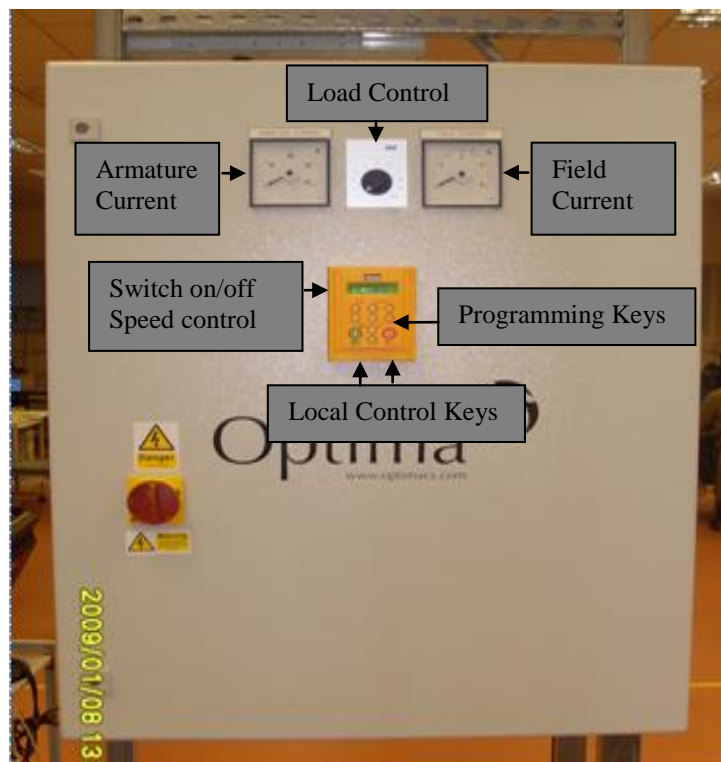 Load Control
Armature
Current
Field
Current
Switch on/off
Speed control
Programming Keys
Local Control Keys
Optima
www.optimacs.com
Danger
Warning
2009/01/08 13